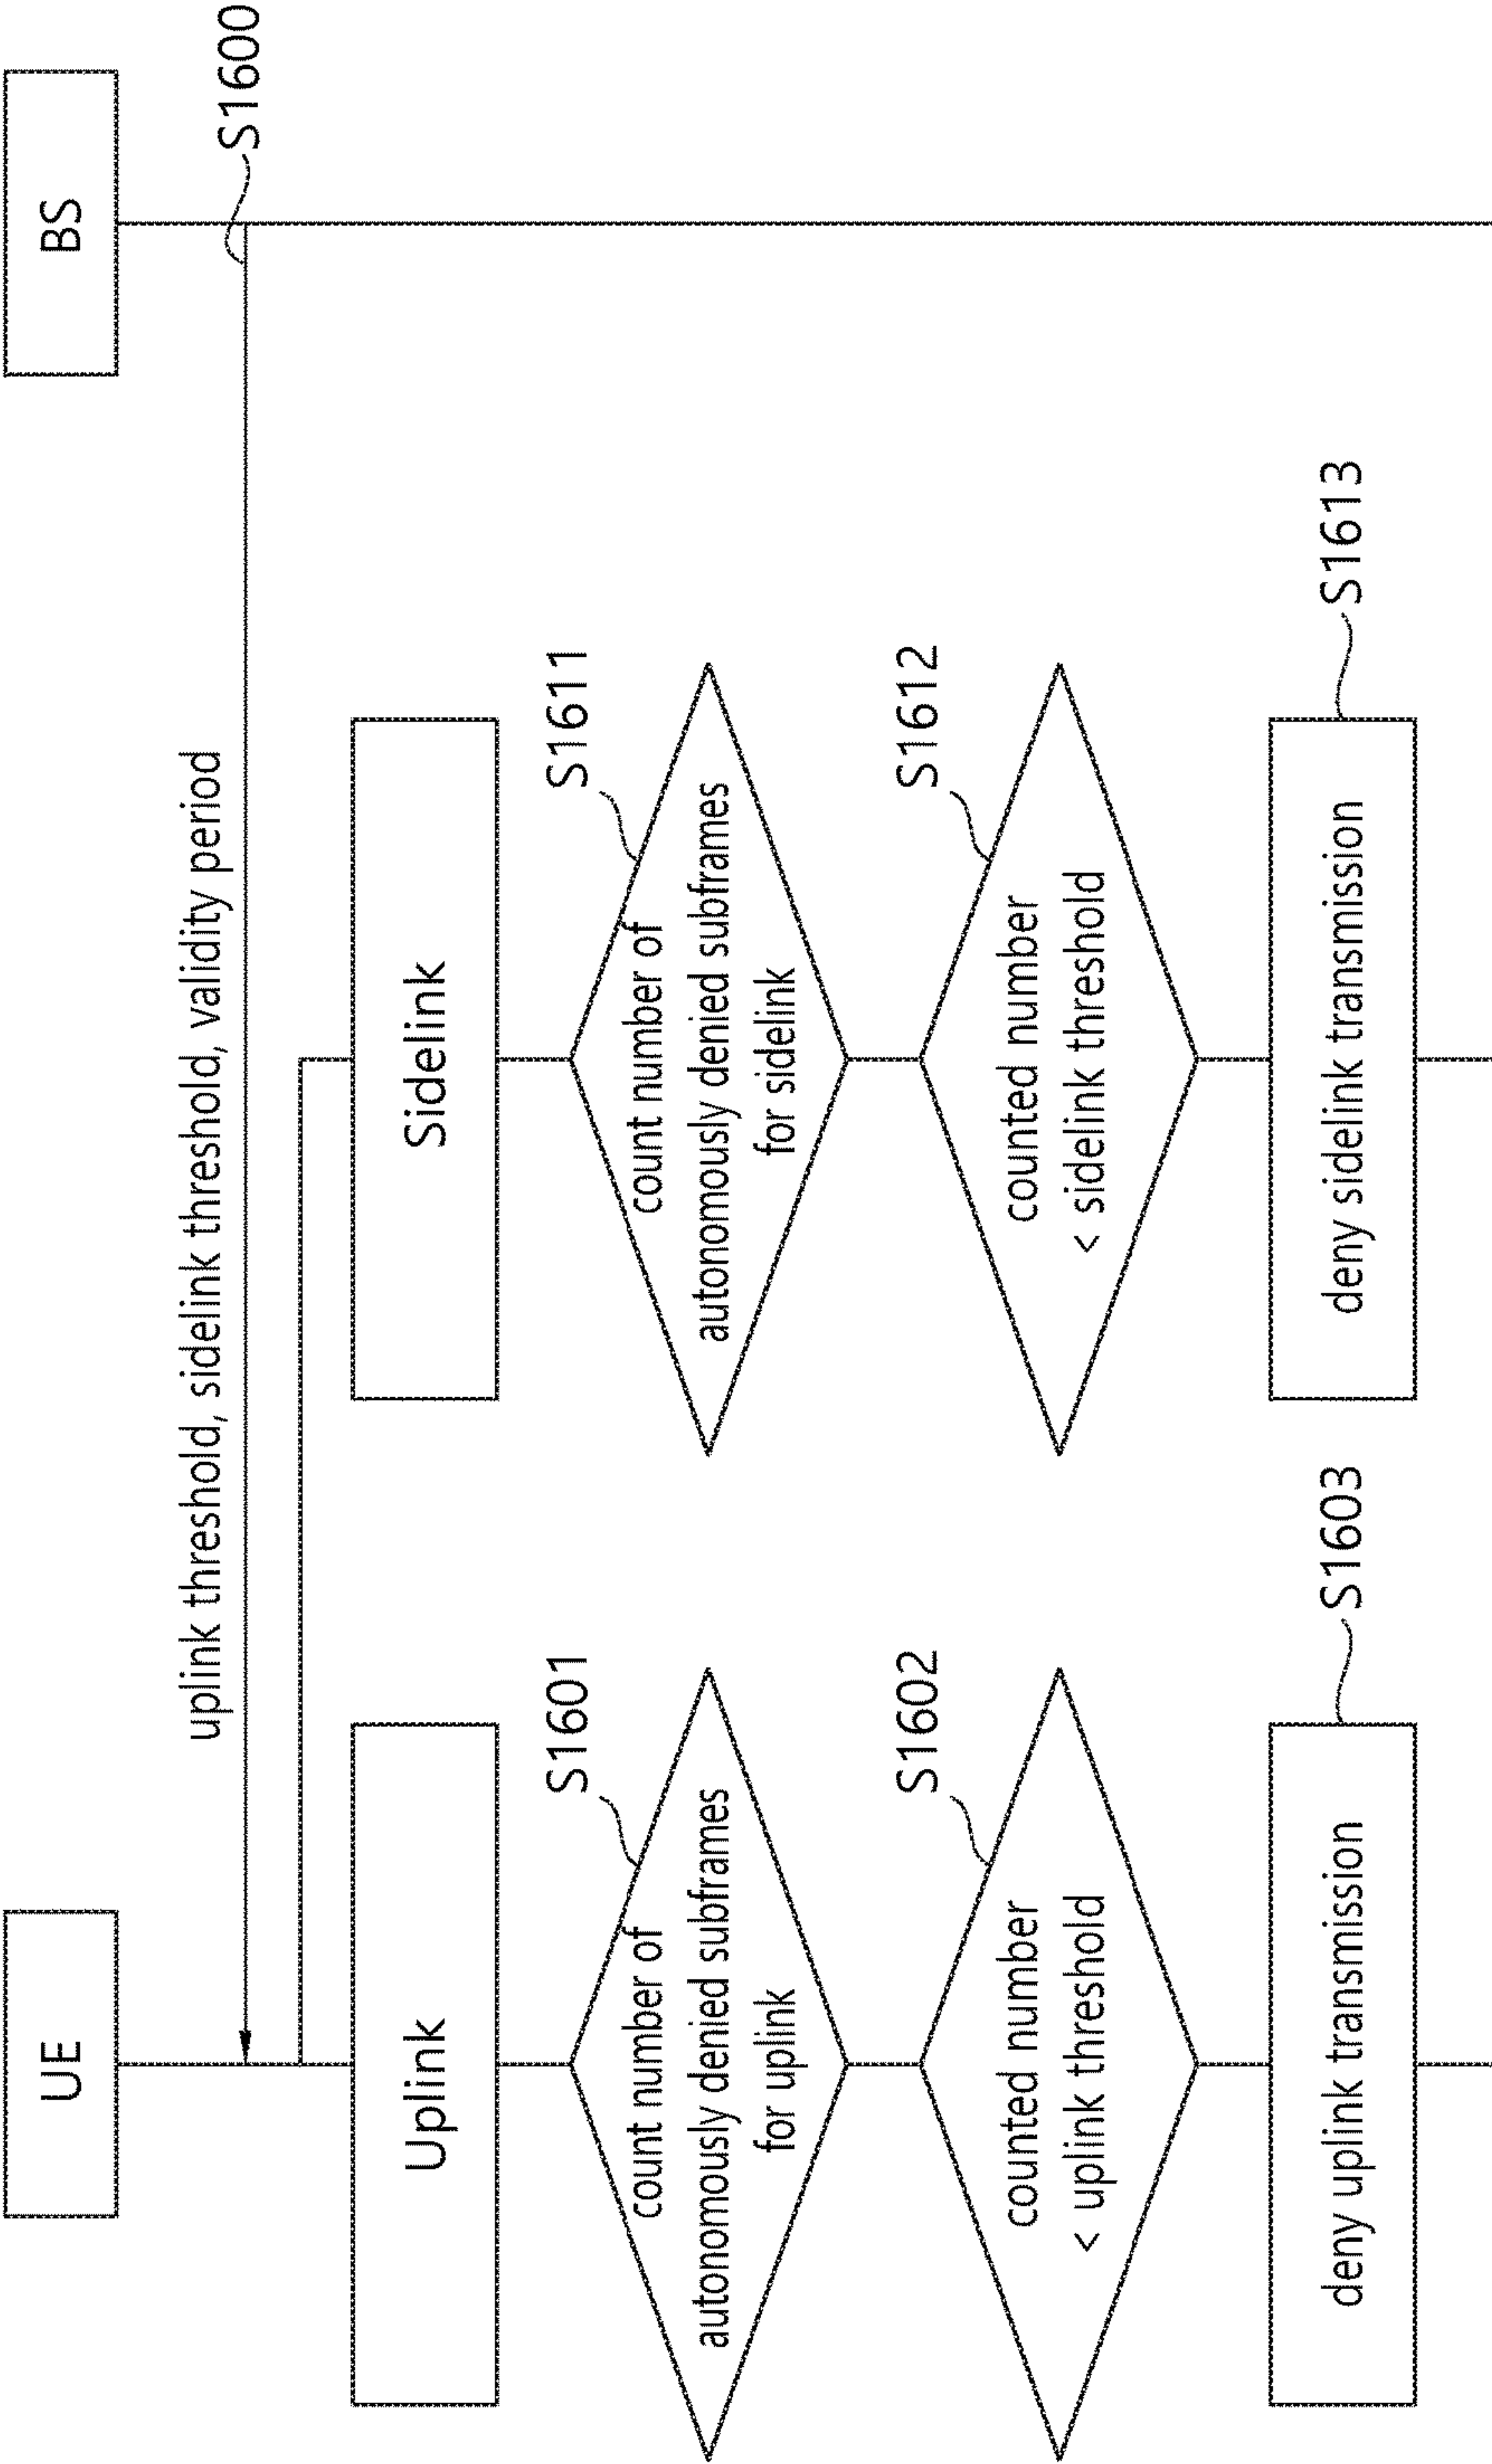 UE
BS
uplink threshold, sidelink threshold, validity period
S1600
Uplink
Sidelink
S1601
count number of
autonomously denied subframes
for uplink
S1611
count number of
autonomously denied subframes
for sidelink
S1602
counted number
< uplink threshold
S1612
counted number
< sidelink threshold
S1603
deny uplink transmission
S1613
deny sidelink transmission